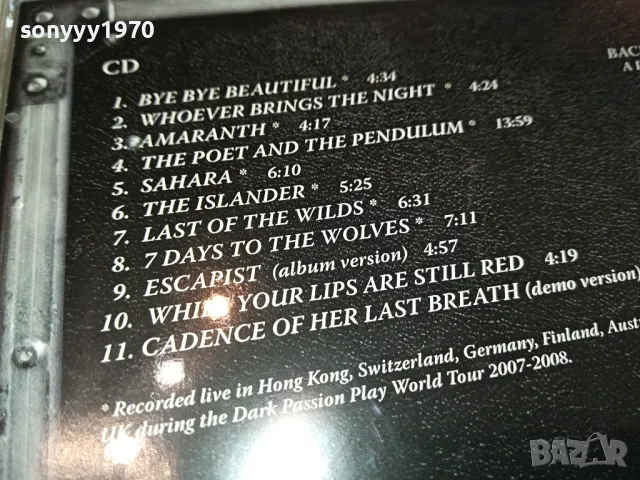 sonyyy1970
CD
BAC
A
1. BYE BYE BEAUTIFUL * 4:34
2. WHOEVER BRINGS THE NIGHT * 4:24
3. AMARANTH * 4:17
4. THE POET AND THE PENDULUM * 13:59
5. SAHARA * 6:10
6. THE ISLANDER * 5:25
7. LAST OF THE WILDS * 6:31
8. 7 DAYS TO THE WOLVES * 7:11
9. ESCAPIST (album version) 4:57
10. WHILE YOUR LIPS ARE STILL RED 4:19
11. CADENCE OF HER LAST BREATH (demo version)
* Recorded live in Hong Kong, Switzerland, Germany, Finland, Aust
UK during the Dark Passion Play World Tour 2007-2008.
BAZAR
bg